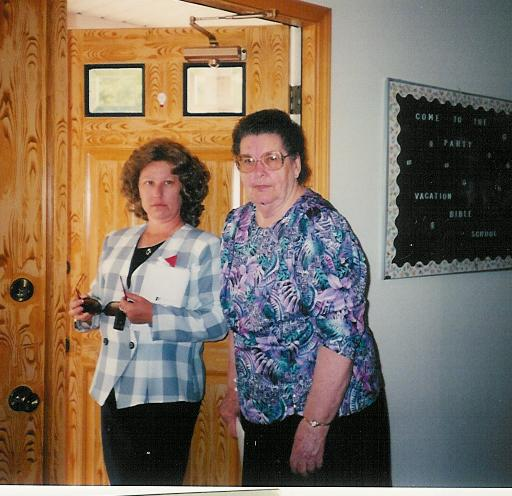 COME TO THE
PARTY
VACATION
BIBLE
SCHOOL